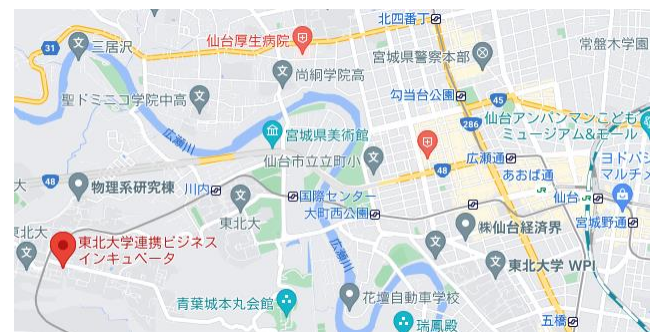 北四番丁
31
三居沢
仙台厚生病院
宮城県警察本部
常盤木学園
尚絅学院高
聖ドミニコ学院中高
勾当台公園
45
仙台アンパンマンこども
ミュージアム&モール
286
広瀬川
宮城県美術館
仙台市立立町小
広瀬通
48
あおば通
ヨドバシ
マルチメ
48
大
物理系研究棟
川内
国際センター
仙台
東北大
大町西公園
㈱仙台経済界
宮城野通
東北大
東北大学連携ビジネス
インキュベータ
広瀬川
東北大学 WPI
青葉城本丸会館
花壇自動車学校
瑞鳳殿
五橋